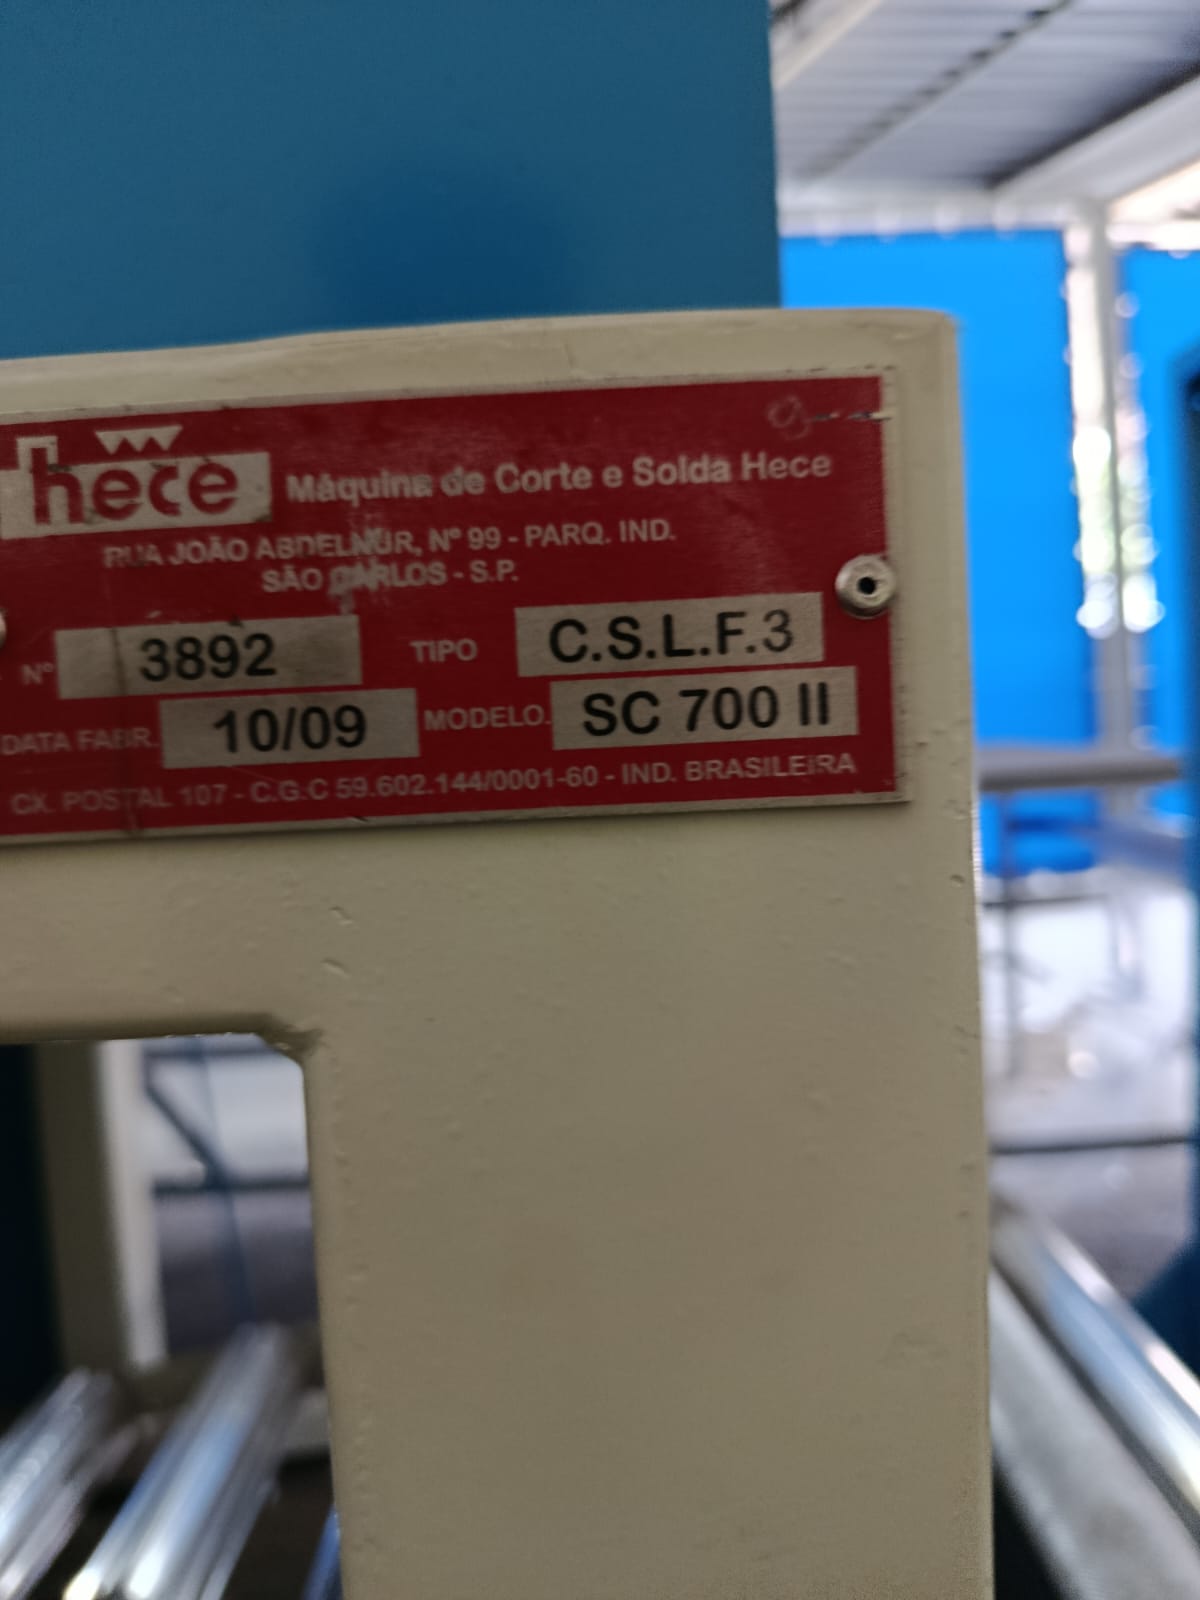 hece Máquina de Corte e Solda Hece
RUA JOÃO ABDELNUR, Nº 99 - PARQ. IND.
SÃO CARLOS - S.P.
Nº 3892 TIPO C.S.L.F.3
DATA FABR. 10/09 MODELO. SC 700 II
CX. POSTAL 107 - C.G.C 59.602.144/0001-60 - IND. BRASILEIRA